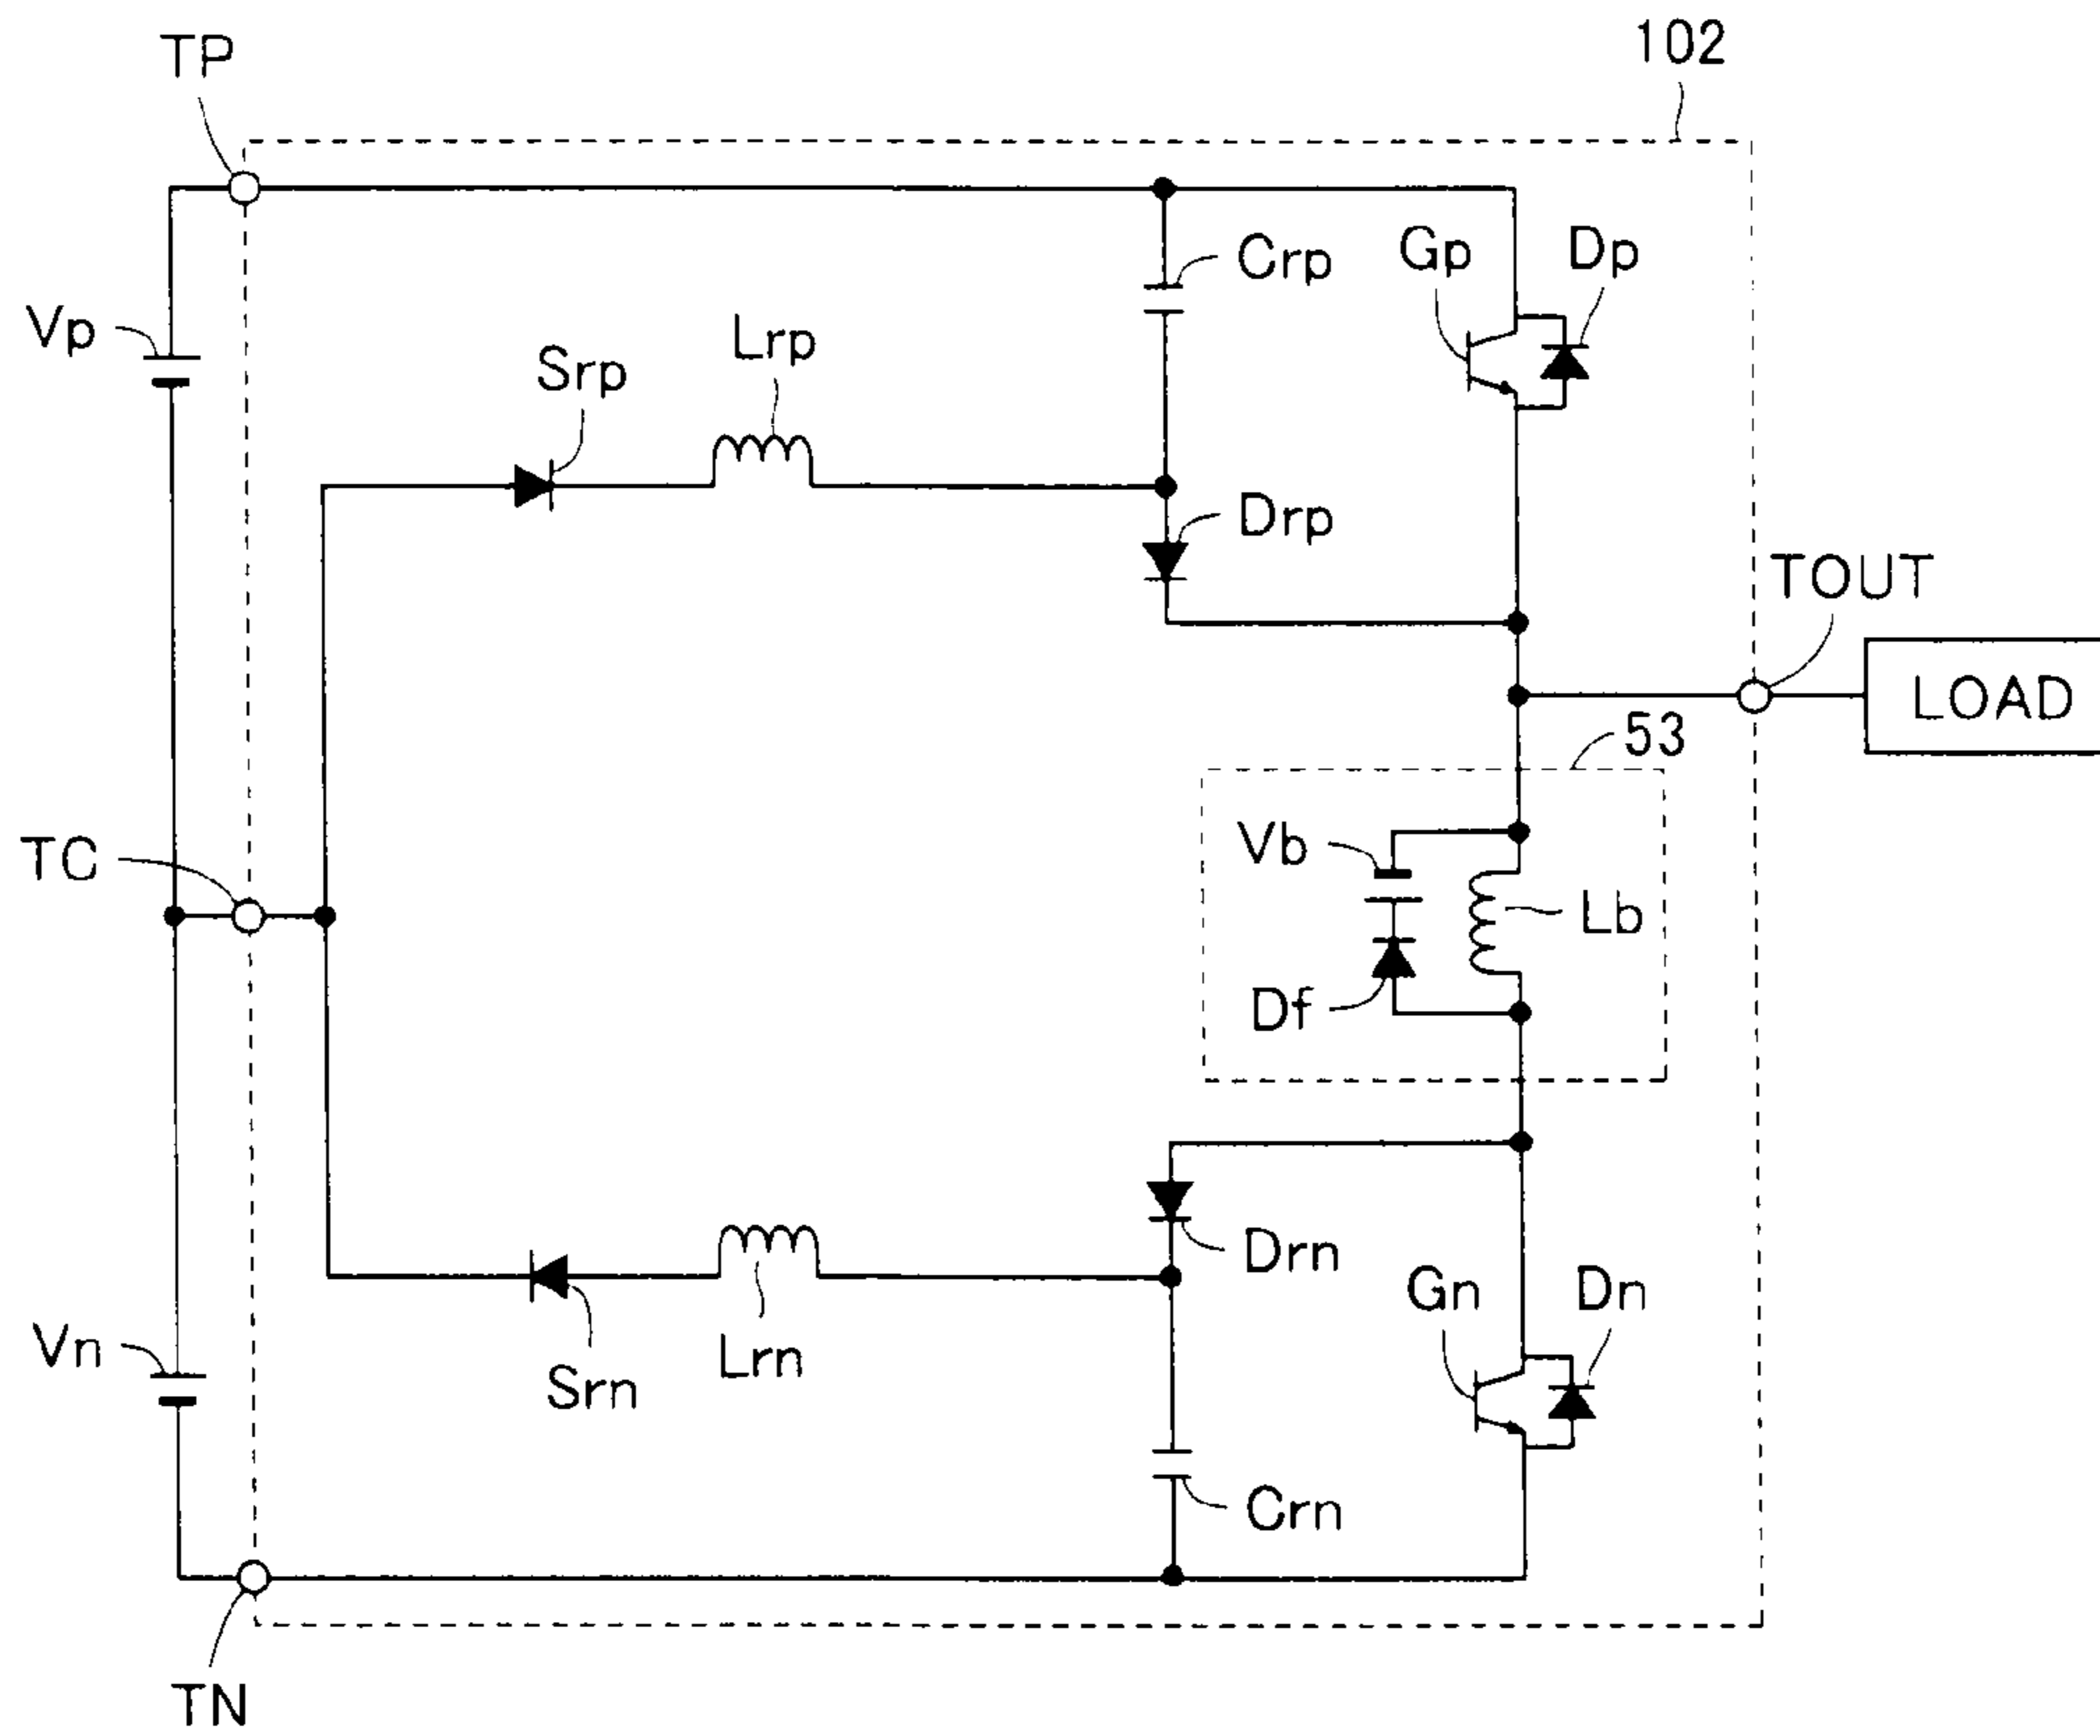 TP
102
Crp
Gp
Dp
Vp
Lrp
Srp
Drp
TOUT
LOAD
53
Vb
TC
Lb
Df
Drn
Gn
Dn
Vn
Lrn
Srn
Crn
TN